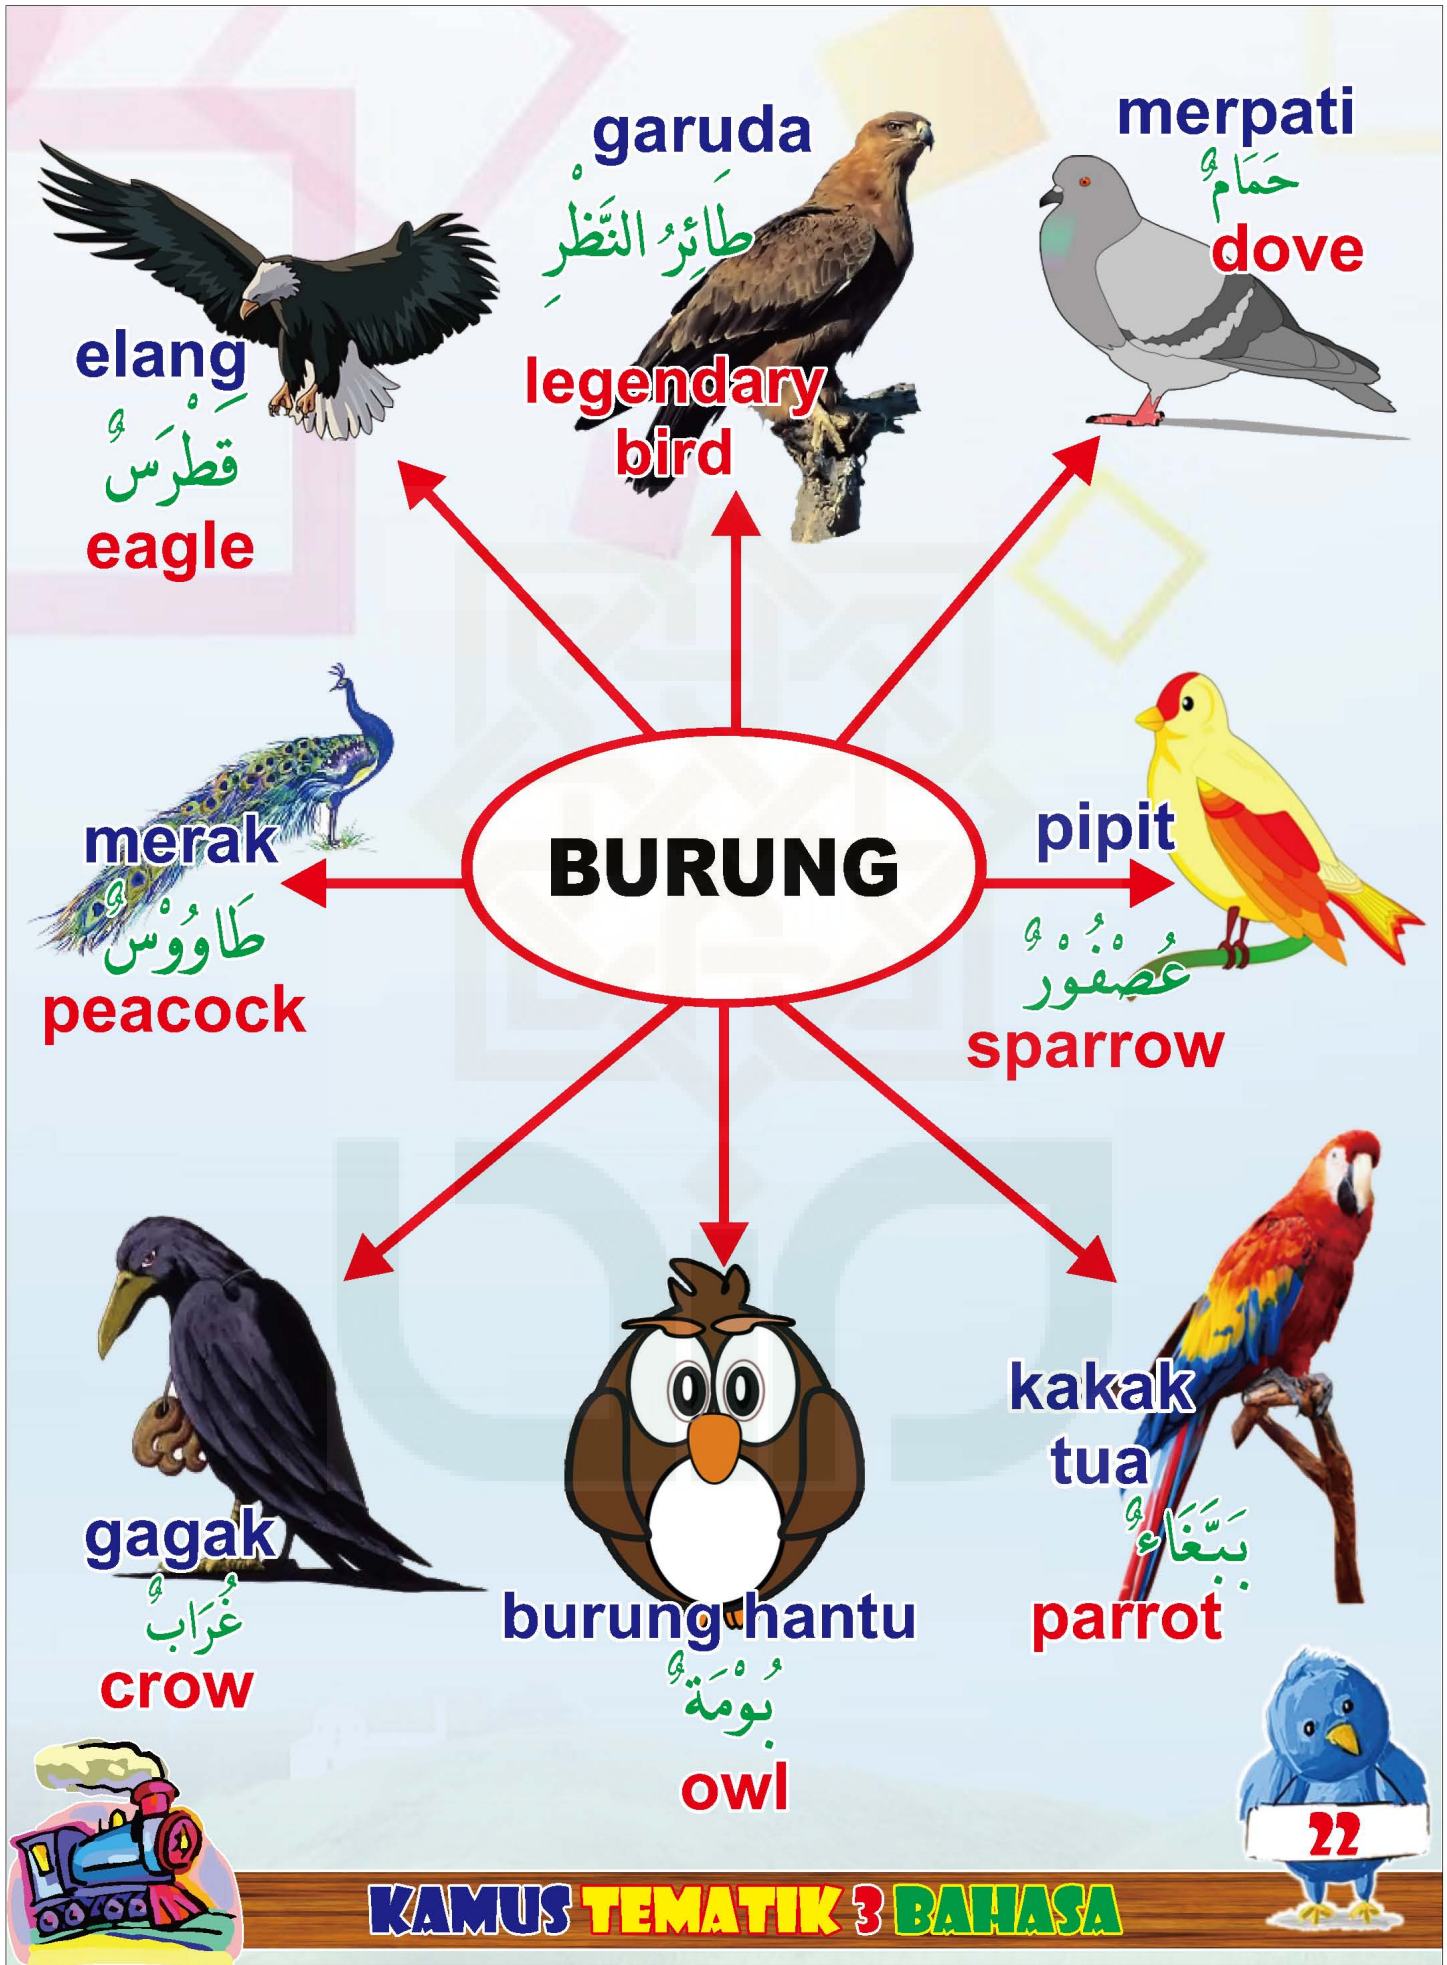 garuda
طَائِرُ النَّظْرِ
legendary
bird
merpati
حَمَامٌ
dove
elang
قَطْرَسٌ
eagle
merak
طَاوُوْسٌ
peacock
BURUNG
pipit
عُصْفُوْرٌ
sparrow
gagak
غُرَابٌ
crow
burung hantu
بُوْمَةٌ
owl
kakak
tua
بَبَّغَاءٌ
parrot
22
KAMUS TEMATIK 3 BAHASA